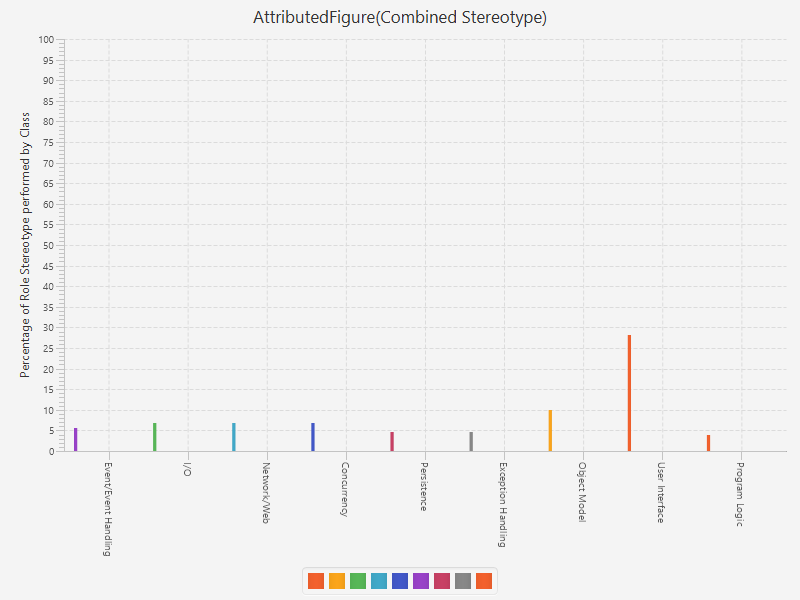 AttributedFigure(Combined Stereotype)
Percentage of Role Stereotype performed by Class
100
95
90
85
80
75
70
65
60
55
50
45
40
35
30
25
20
15
10
5
0
Event/Event Handling
I/O
Network/Web
Concurrency
Persistence
Exception Handling
Object Model
User Interface
Program Logic